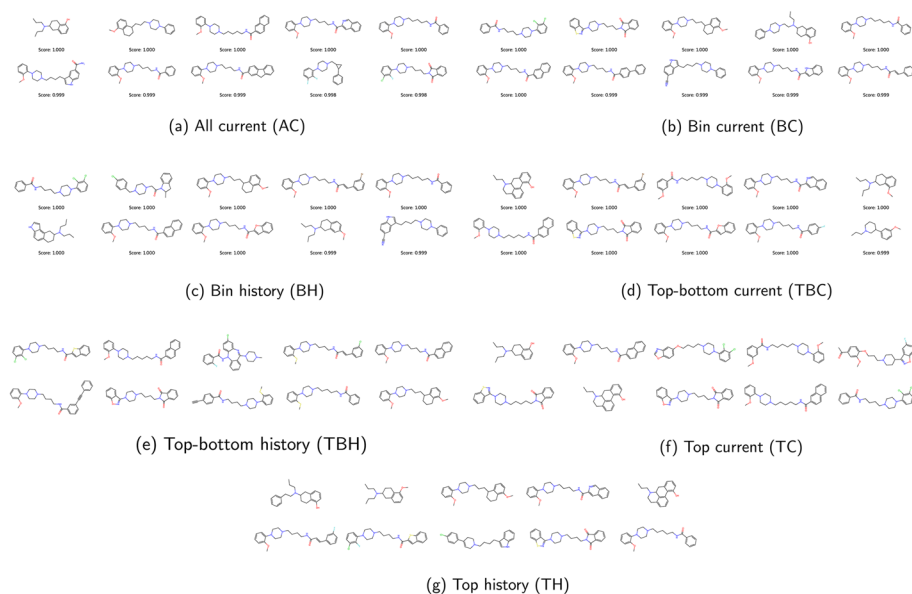 Score: 1.000 Score: 1.000 Score: 1.000 Score: 1.000 Score: 1.000
Score: 0.999 Score: 0.999 Score: 0.999 Score: 0.998 Score: 0.998
(a) All current (AC)
Score: 1.000 Score: 1.000 Score: 1.000 Score: 1.000 Score: 1.000
Score: 1.000 Score: 0.999 Score: 0.999 Score: 0.999 Score: 0.999
(b) Bin current (BC)
Score: 1.000 Score: 1.000 Score: 1.000 Score: 1.000 Score: 1.000
Score: 1.000 Score: 1.000 Score: 1.000 Score: 0.999 Score: 0.999
(c) Bin history (BH)
Score: 1.000 Score: 1.000 Score: 1.000 Score: 1.000 Score: 1.000
Score: 1.000 Score: 1.000 Score: 1.000 Score: 1.000 Score: 0.999
(d) Top-bottom current (TBC)
(e) Top-bottom history (TBH)
(f) Top current (TC)
(g) Top history (TH)